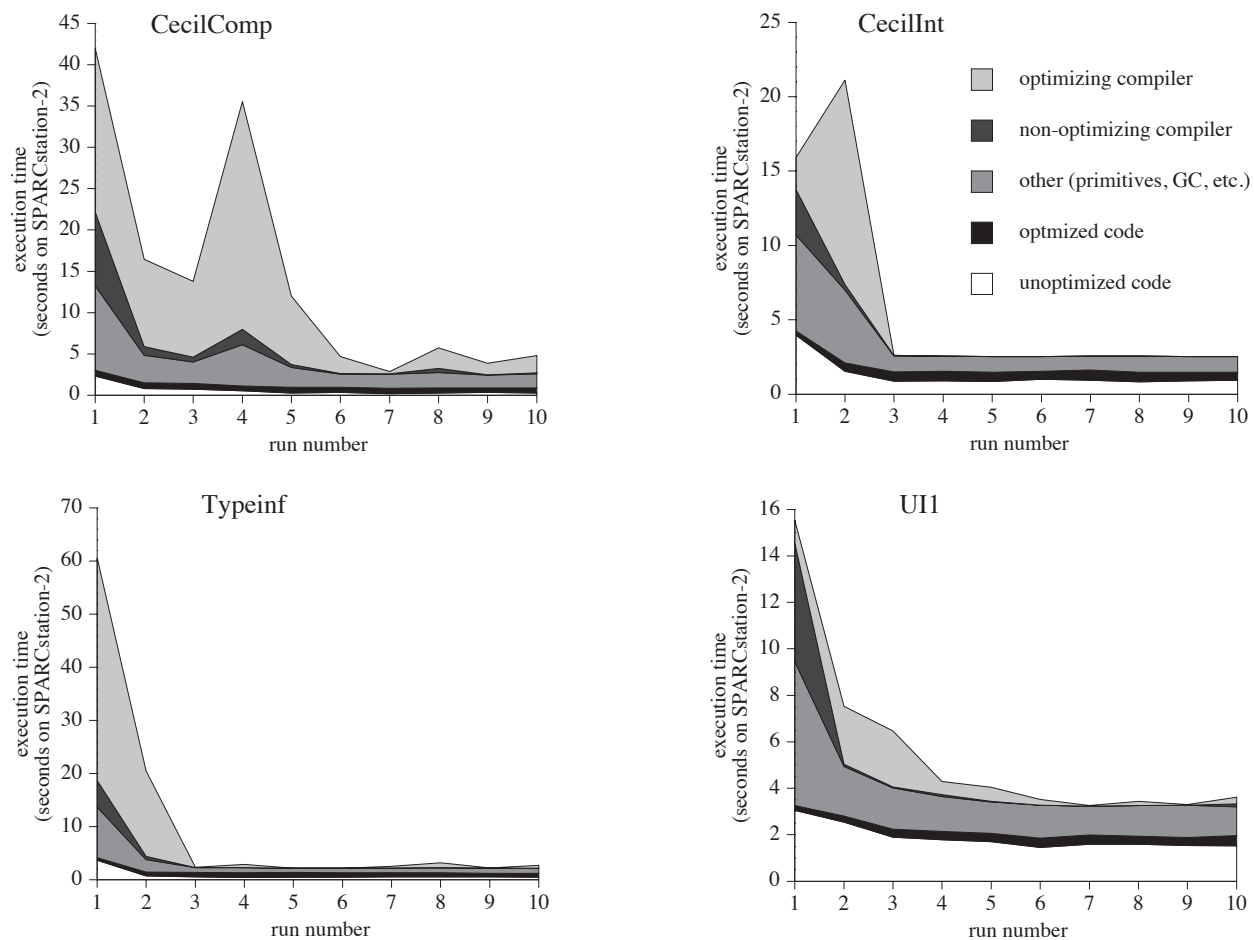 CecilComp
45
40
35
30
25
20
15
10
5
0
execution time
(seconds on SPARCstation-2)
1 2 3 4 5 6 7 8 9 10
run number
CecilInt
25
20
15
10
5
0
execution time
(seconds on SPARCstation-2)
1 2 3 4 5 6 7 8 9 10
run number
optimizing compiler
non-optimizing compiler
other (primitives, GC, etc.)
optmized code
unoptimized code
Typeinf
70
60
50
40
30
20
10
0
execution time
(seconds on SPARCstation-2)
1 2 3 4 5 6 7 8 9 10
run number
UI1
16
14
12
10
8
6
4
2
0
execution time
(seconds on SPARCstation-2)
1 2 3 4 5 6 7 8 9 10
run number